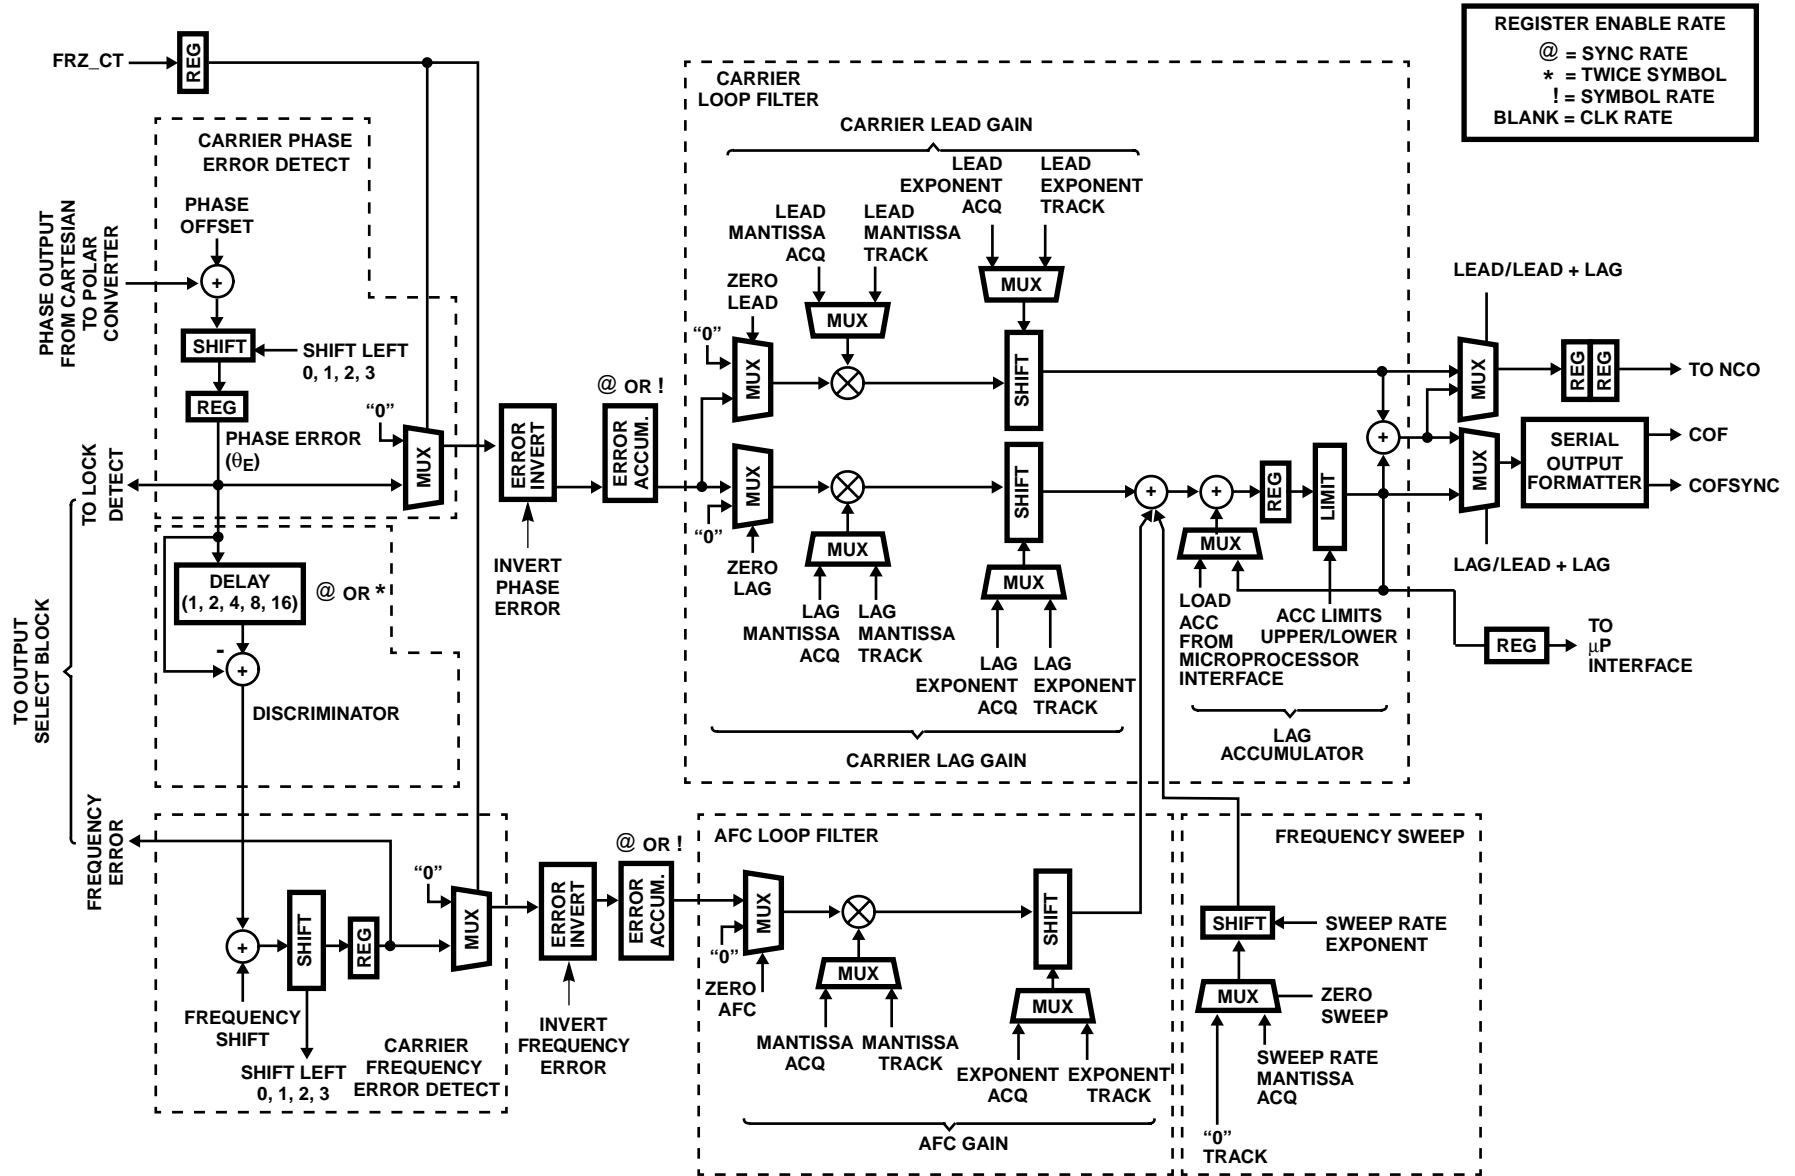 REGISTER ENABLE RATE
@ = SYNC RATE
* = TWICE SYMBOL
! = SYMBOL RATE
BLANK = CLK RATE
FRZ_CT
REG
CARRIER PHASE
ERROR DETECT
PHASE OUTPUT
FROM CARTESIAN
TO POLAR
CONVERTER
PHASE
OFFSET
+
SHIFT
SHIFT LEFT
0, 1, 2, 3
REG
PHASE ERROR
(θE)
“0”
MUX
TO LOCK
DETECT
TO OUTPUT
SELECT BLOCK
DELAY
(1, 2, 4, 8, 16)
@ OR *
-
+
DISCRIMINATOR
FREQUENCY
ERROR
+
SHIFT
REG
“0”
MUX
FREQUENCY
SHIFT
SHIFT LEFT
0, 1, 2, 3
CARRIER
FREQUENCY
ERROR DETECT
ERROR
INVERT
INVERT
PHASE
ERROR
@ OR !
ERROR
ACCUM.
ERROR
INVERT
INVERT
FREQUENCY
ERROR
@ OR !
ERROR
ACCUM.
CARRIER
LOOP FILTER
CARRIER LEAD GAIN
LEAD
EXPONENT
ACQ
LEAD
EXPONENT
TRACK
LEAD
MANTISSA
ACQ
LEAD
MANTISSA
TRACK
ZERO
LEAD
“0”
MUX
MUX
MUX
SHIFT
MUX
“0”
ZERO
LAG
MUX
LAG
MANTISSA
ACQ
LAG
MANTISSA
TRACK
SHIFT
MUX
LAG
EXPONENT
ACQ
LAG
EXPONENT
TRACK
CARRIER LAG GAIN
+
+
REG
LIMIT
+
MUX
LOAD
ACC
FROM
MICROPROCESSOR
INTERFACE
ACC LIMITS
UPPER/LOWER
LAG
ACCUMULATOR
LEAD/LEAD + LAG
MUX
REG
REG
TO NCO
MUX
SERIAL
OUTPUT
FORMATTER
COF
COFSYNC
LAG/LEAD + LAG
REG
TO
μP
INTERFACE
AFC LOOP FILTER
MUX
“0”
ZERO
AFC
MUX
MANTISSA
ACQ
MANTISSA
TRACK
SHIFT
MUX
EXPONENT
ACQ
EXPONENT
TRACK
AFC GAIN
FREQUENCY SWEEP
SHIFT
SWEEP RATE
EXPONENT
MUX
ZERO
SWEEP
SWEEP RATE
MANTISSA
ACQ
“0”
TRACK